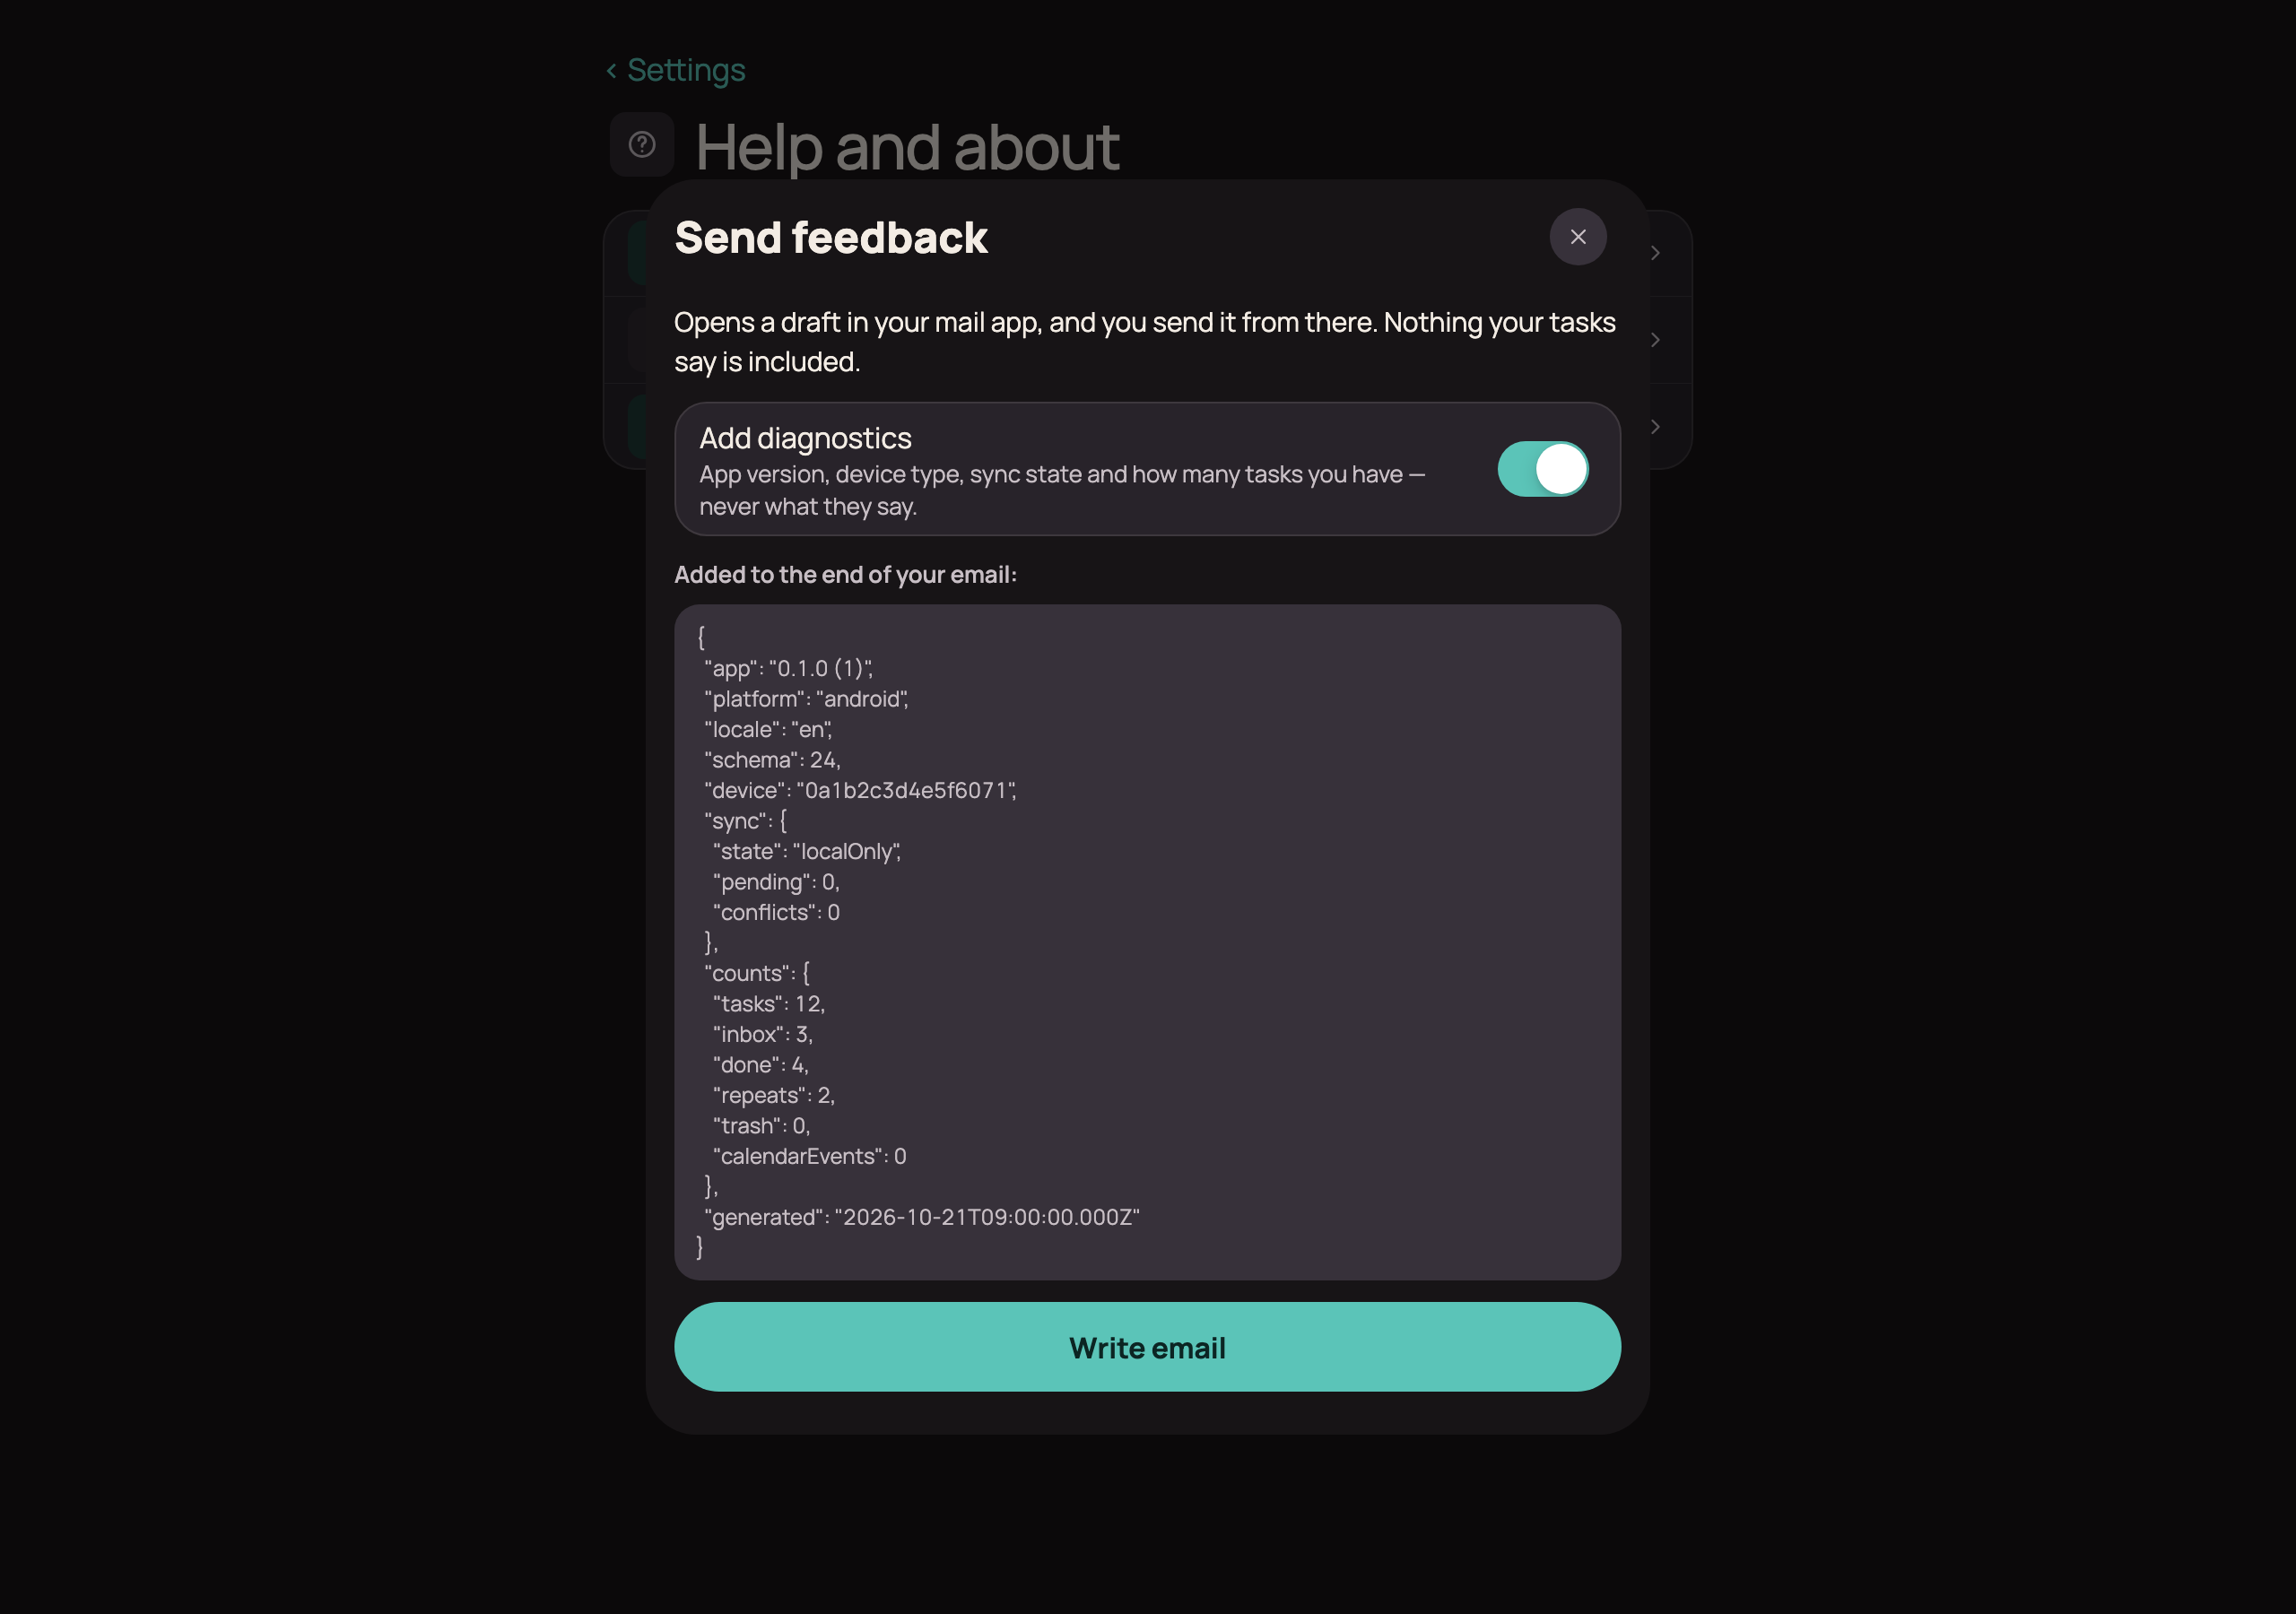 Settings
Help and about
Send feedback
Opens a draft in your mail app, and you send it from there. Nothing your tasks
say is included.
Add diagnostics
App version, device type, sync state and how many tasks you have —
never what they say.
Added to the end of your email:
{
"app": "0.1.0 (1)",
"platform": "android",
"locale": "en",
"schema": 24,
"device": "0a1b2c3d4e5f6071",
"sync": {
"state": "localOnly",
"pending": 0,
"conflicts": 0
},
"counts": {
"tasks": 12,
"inbox": 3,
"done": 4,
"repeats": 2,
"trash": 0,
"calendarEvents": 0
},
"generated": "2026-10-21T09:00:00.000Z"
}
Write email